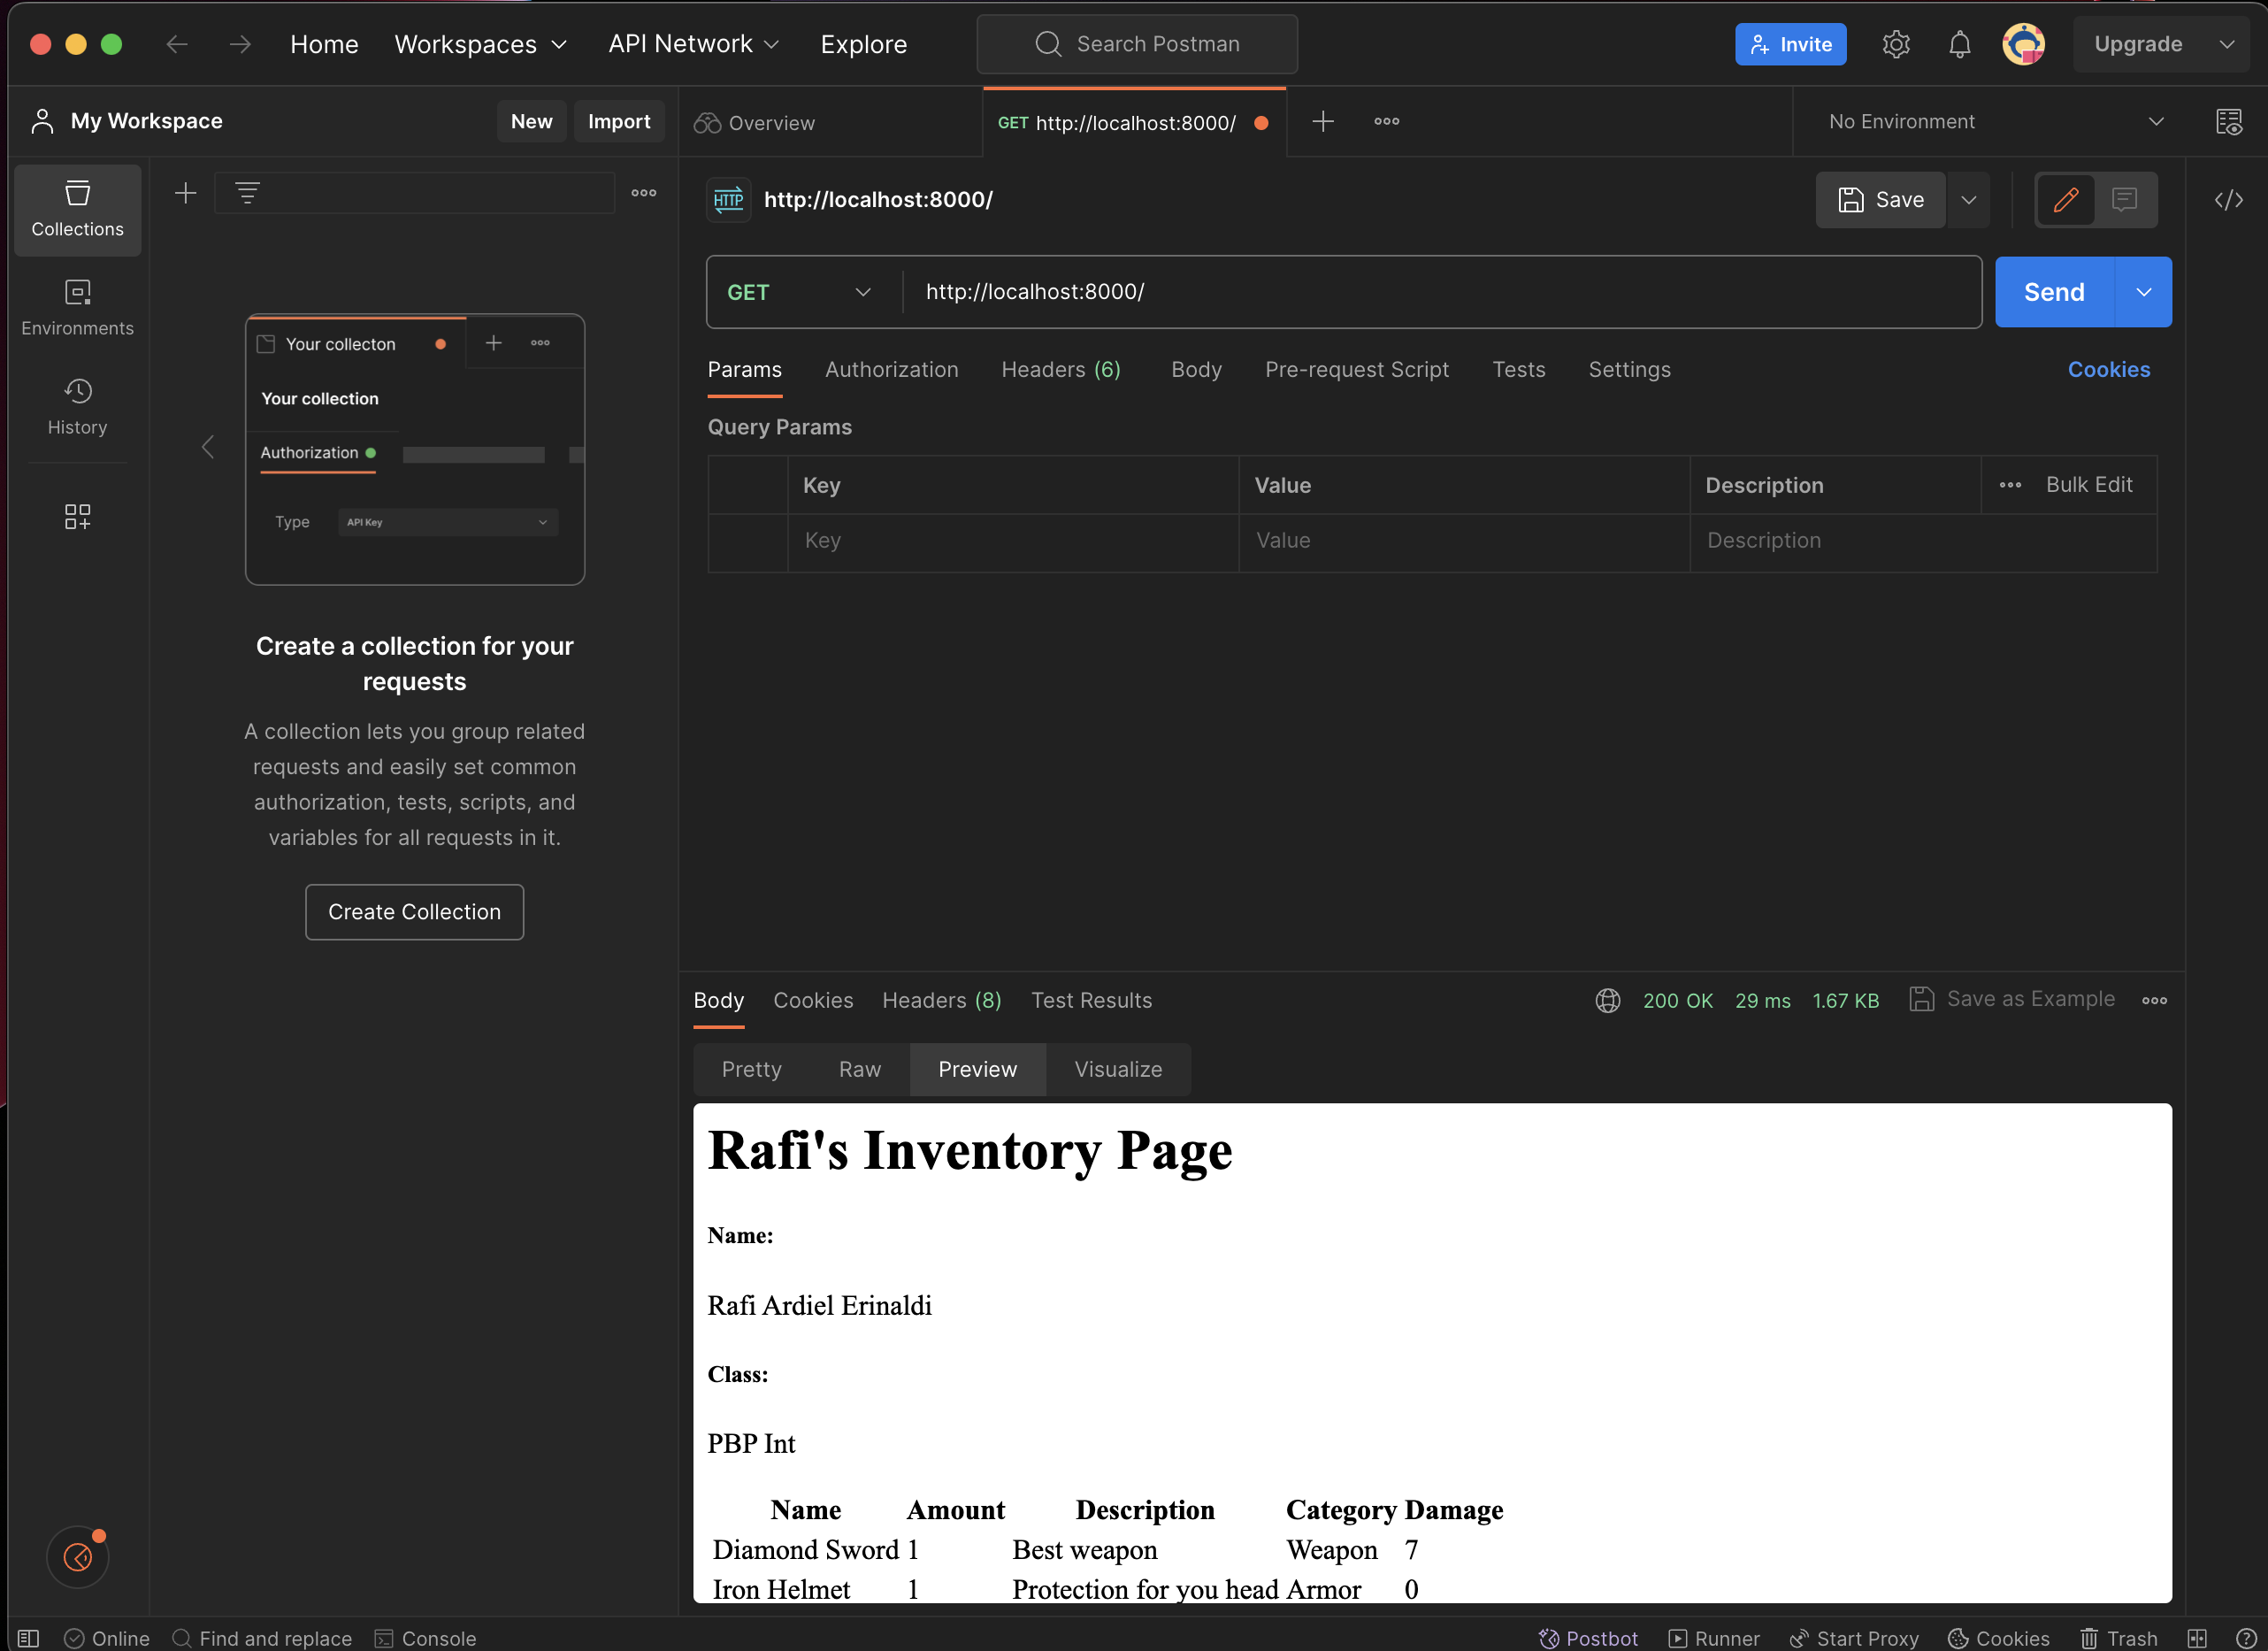 Home Workspaces API Network Explore Search Postman Invite Upgrade
My Workspace New Import Overview GET http://localhost:8000/ No Environment
Collections
Environments
History
Your collecton
Your collection
Authorization
Type API Key
Create a collection for your
requests
A collection lets you group related
requests and easily set common
authorization, tests, scripts, and
variables for all requests in it.
Create Collection
HTTP http://localhost:8000/ Save
GET http://localhost:8000/ Send
Params Authorization Headers (6) Body Pre-request Script Tests Settings Cookies
Query Params
Key Value Description Bulk Edit
Key Value Description
Body Cookies Headers (8) Test Results 200 OK 29 ms 1.67 KB Save as Example
Pretty Raw Preview Visualize
Rafi's Inventory Page
Name:
Rafi Ardiel Erinaldi
Class:
PBP Int
Name Amount Description Category Damage
Diamond Sword 1 Best weapon Weapon 7
Iron Helmet 1 Protection for you head Armor 0
Online Find and replace Console Postbot Runner Start Proxy Cookies Trash